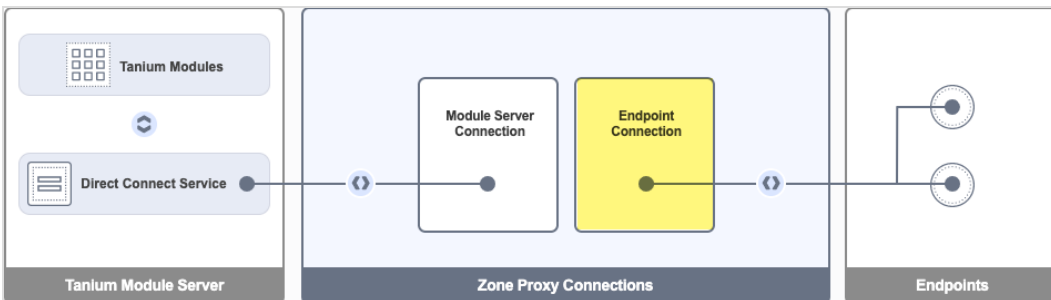 Tanium Modules
Direct Connect Service
Tanium Module Server
Module Server
Connection
Endpoint
Connection
Zone Proxy Connections
Endpoints